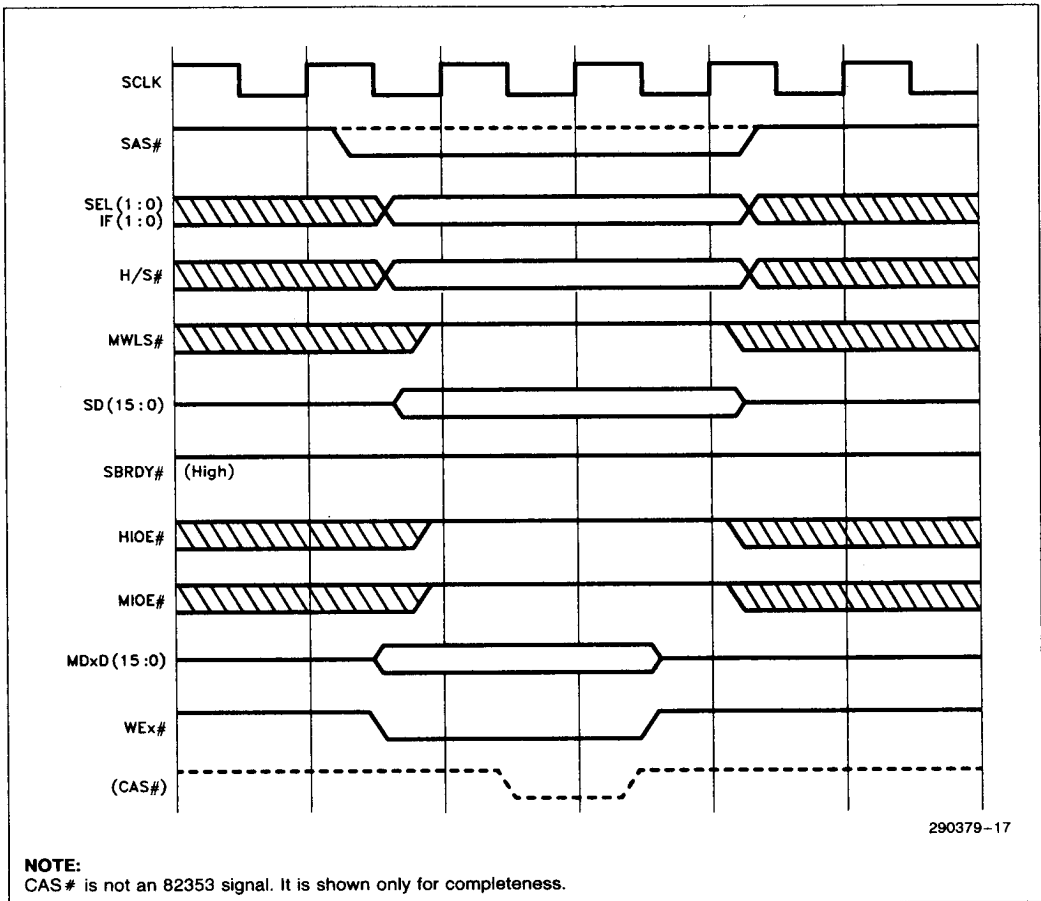 SCLK
SAS#
SEL(1:0)
IF(1:0)
H/S#
MWLS#
SD(15:0)
SBRDY# (High)
HIOE#
MIOE#
MDxD(15:0)
WEx#
(CAS#)
290379-17
NOTE:
CAS# is not an 82353 signal. It is shown only for completeness.